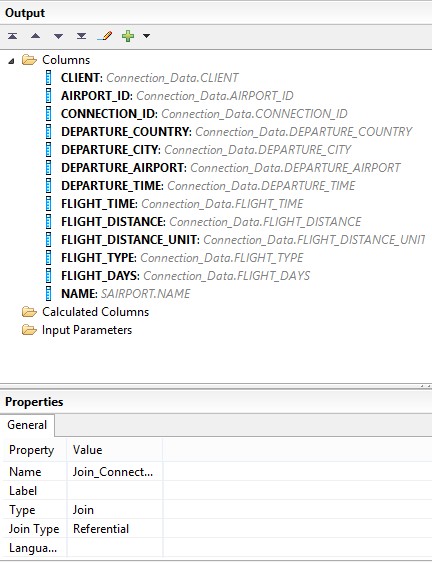 Output
Columns
CLIENT: Connection_Data.CLIENT
AIRPORT_ID: Connection_Data.AIRPORT_ID
CONNECTION_ID: Connection_Data.CONNECTION_ID
DEPARTURE_COUNTRY: Connection_Data.DEPARTURE_COUNTRY
DEPARTURE_CITY: Connection_Data.DEPARTURE_CITY
DEPARTURE_AIRPORT: Connection_Data.DEPARTURE_AIRPORT
DEPARTURE_TIME: Connection_Data.DEPARTURE_TIME
FLIGHT_TIME: Connection_Data.FLIGHT_TIME
FLIGHT_DISTANCE: Connection_Data.FLIGHT_DISTANCE
FLIGHT_DISTANCE_UNIT: Connection_Data.FLIGHT_DISTANCE_UNIT
FLIGHT_TYPE: Connection_Data.FLIGHT_TYPE
FLIGHT_DAYS: Connection_Data.FLIGHT_DAYS
NAME: SAIRPORT.NAME
Calculated Columns
Input Parameters
Properties
General
Property Value
Name Join_Connect...
Label
Type Join
Join Type Referential
Langua...